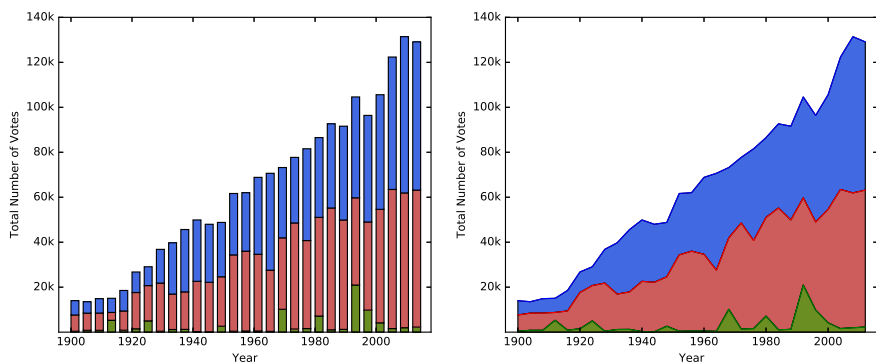 140k
120k
100k
80k
60k
40k
20k
Total Number of Votes
1900
1920
1940
1960
1980
2000
Year
140k
120k
100k
80k
60k
40k
20k
Total Number of Votes
1900
1920
1940
1960
1980
2000
Year